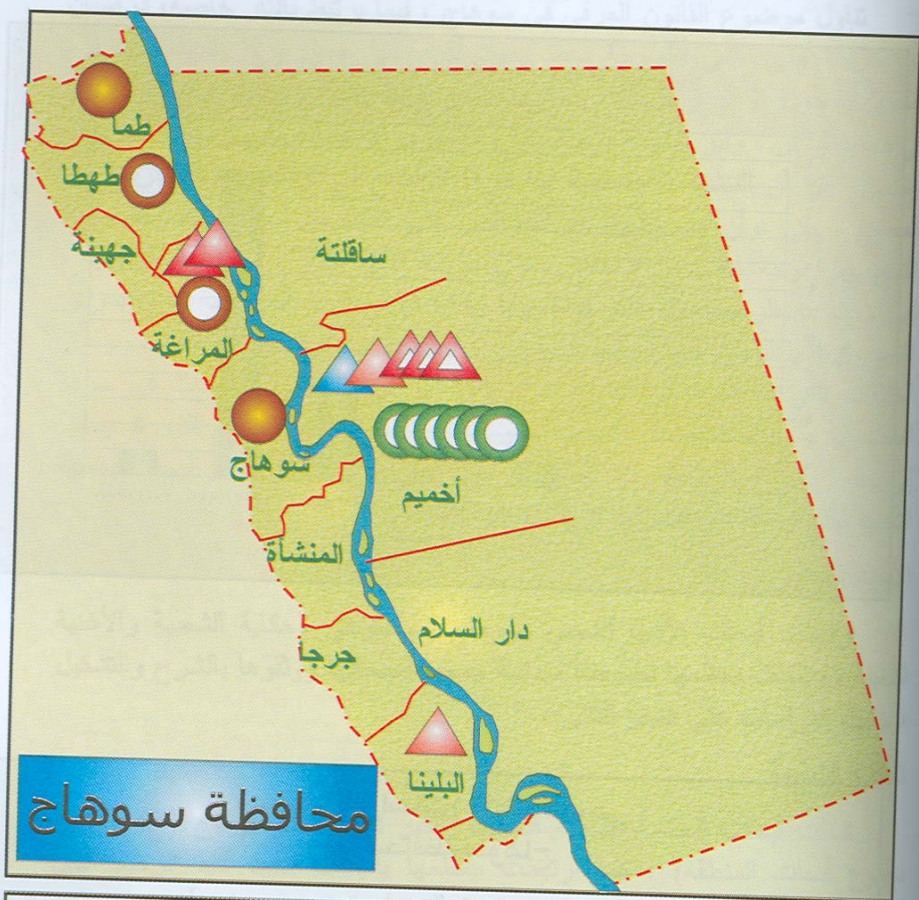 طما
طهطا
جهينة
ساقلتة
المراغة
سوهاج
أخميم
المنشأة
دار السلام
جرجا
البلينا
محافظة سوهاج